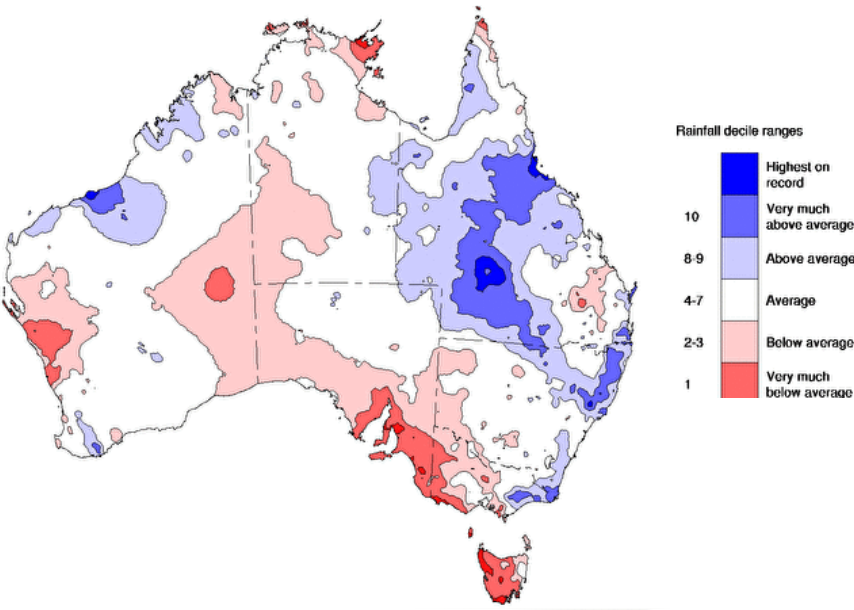 Rainfall decile ranges
Highest on
record
10
Very much
above average
8-9
Above average
4-7
Average
2-3
Below average
1
Very much
below average